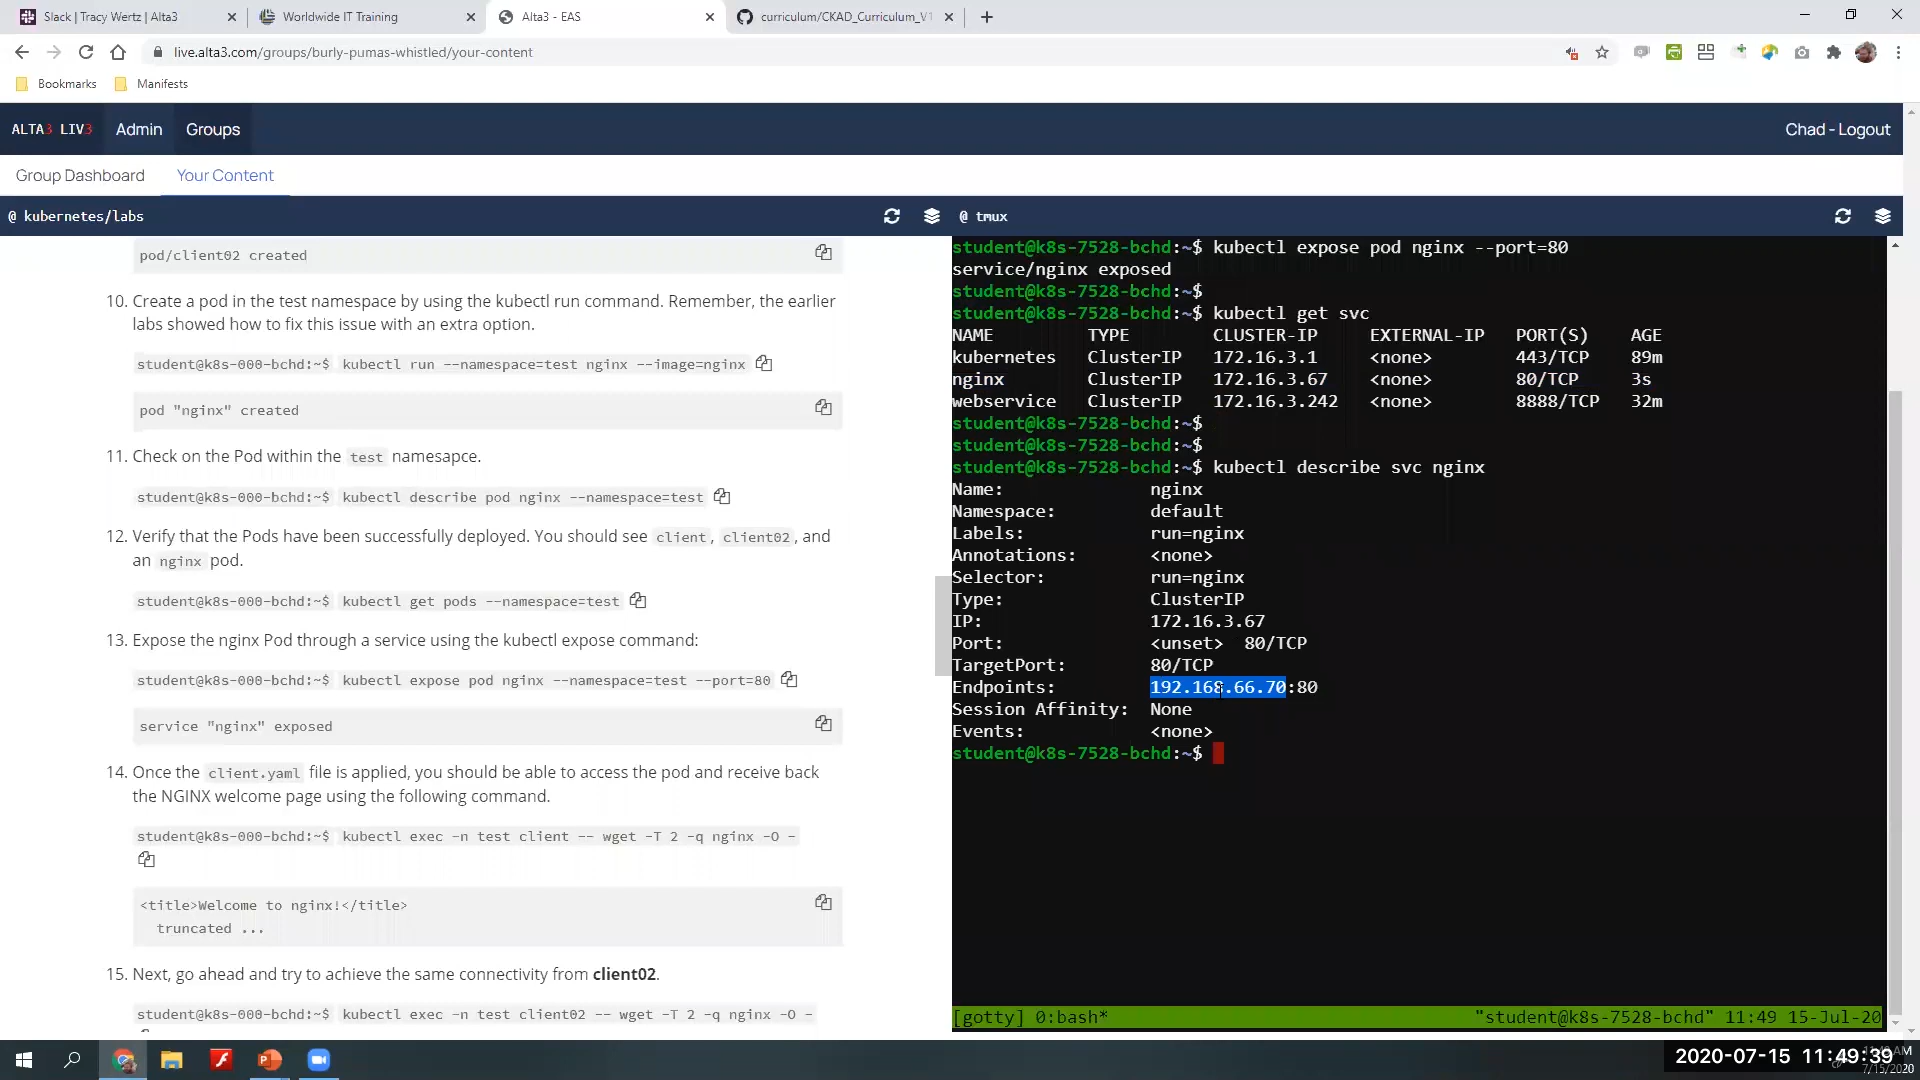 Slack | Tracy Wertz | Alta3
Worldwide IT Training
Alta3 - EAS
curriculum/CKAD_Curriculum_V1
live.alta3.com/groups/burly-pumas-whistled/your-content
Bookmarks
Manifests
ALTA3 LIV3
Admin
Groups
Chad - Logout
Group Dashboard
Your Content
@ kubernetes/labs
pod/client02 created
10. Create a pod in the test namespace by using the kubectl run command. Remember, the earlier
labs showed how to fix this issue with an extra option.
student@k8s-000-bchd:~$ kubectl run --namespace=test nginx --image=nginx
pod "nginx" created
11. Check on the Pod within the test namesapce.
student@k8s-000-bchd:~$ kubectl describe pod nginx --namespace=test
12. Verify that the Pods have been successfully deployed. You should see client, client02, and
an nginx pod.
student@k8s-000-bchd:~$ kubectl get pods --namespace=test
13. Expose the nginx Pod through a service using the kubectl expose command:
student@k8s-000-bchd:~$ kubectl expose pod nginx --namespace=test --port=80
service "nginx" exposed
14. Once the client.yaml file is applied, you should be able to access the pod and receive back
the NGINX welcome page using the following command.
student@k8s-000-bchd:~$ kubectl exec -n test client -- wget -T 2 -q nginx -O -
<title>Welcome to nginx!</title>
truncated ...
15. Next, go ahead and try to achieve the same connectivity from client02.
student@k8s-000-bchd:~$ kubectl exec -n test client02 -- wget -T 2 -q nginx -O -
@ tmux
student@k8s-7528-bchd:~$ kubectl expose pod nginx --port=80
service/nginx exposed
student@k8s-7528-bchd:~$
student@k8s-7528-bchd:~$ kubectl get svc
NAME TYPE CLUSTER-IP EXTERNAL-IP PORT(S) AGE
kubernetes ClusterIP 172.16.3.1 <none> 443/TCP 89m
nginx ClusterIP 172.16.3.67 <none> 80/TCP 3s
webservice ClusterIP 172.16.3.242 <none> 8888/TCP 32m
student@k8s-7528-bchd:~$
student@k8s-7528-bchd:~$
student@k8s-7528-bchd:~$ kubectl describe svc nginx
Name: nginx
Namespace: default
Labels: run=nginx
Annotations: <none>
Selector: run=nginx
Type: ClusterIP
IP: 172.16.3.67
Port: <unset> 80/TCP
TargetPort: 80/TCP
Endpoints: 192.168.66.70:80
Session Affinity: None
Events: <none>
student@k8s-7528-bchd:~$
[gotty] 0:bash* "student@k8s-7528-bchd" 11:49 15-Jul-20
2020-07-15 11:49:39
7/15/2020